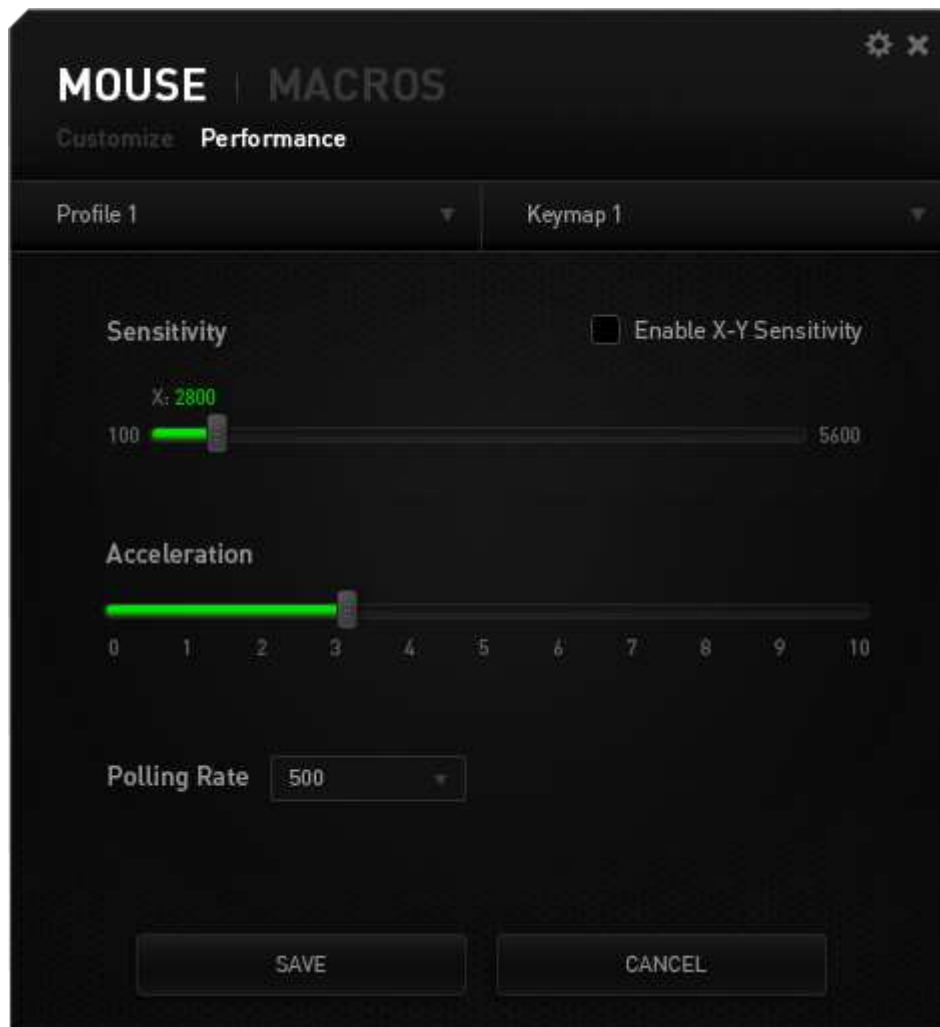 MOUSE | MACROS
Customize Performance
Profile 1 Keymap 1
Sensitivity Enable X-Y Sensitivity
X: 2800
100 5600
Acceleration
0 1 2 3 4 5 6 7 8 9 10
Polling Rate 500
SAVE CANCEL